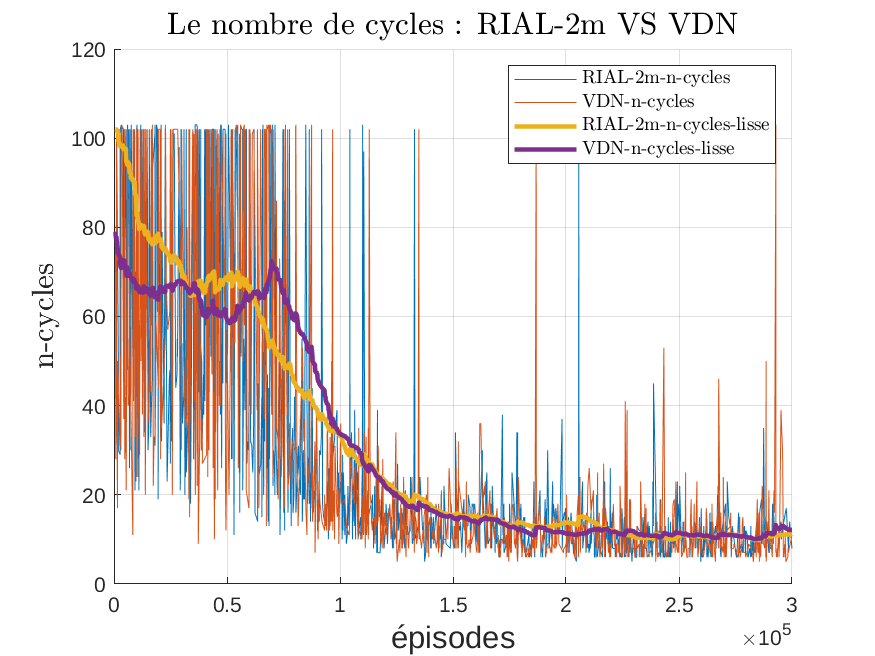 Le nombre de cycles : RIAL-2m VS VDN
120
100
80
60
40
20
0
n-cycles
RIAL-2m-n-cycles
VDN-n-cycles
RIAL-2m-n-cycles-lisse
VDN-n-cycles-lisse
0 0.5 1 1.5 2 2.5 3
épisodes
×10^5